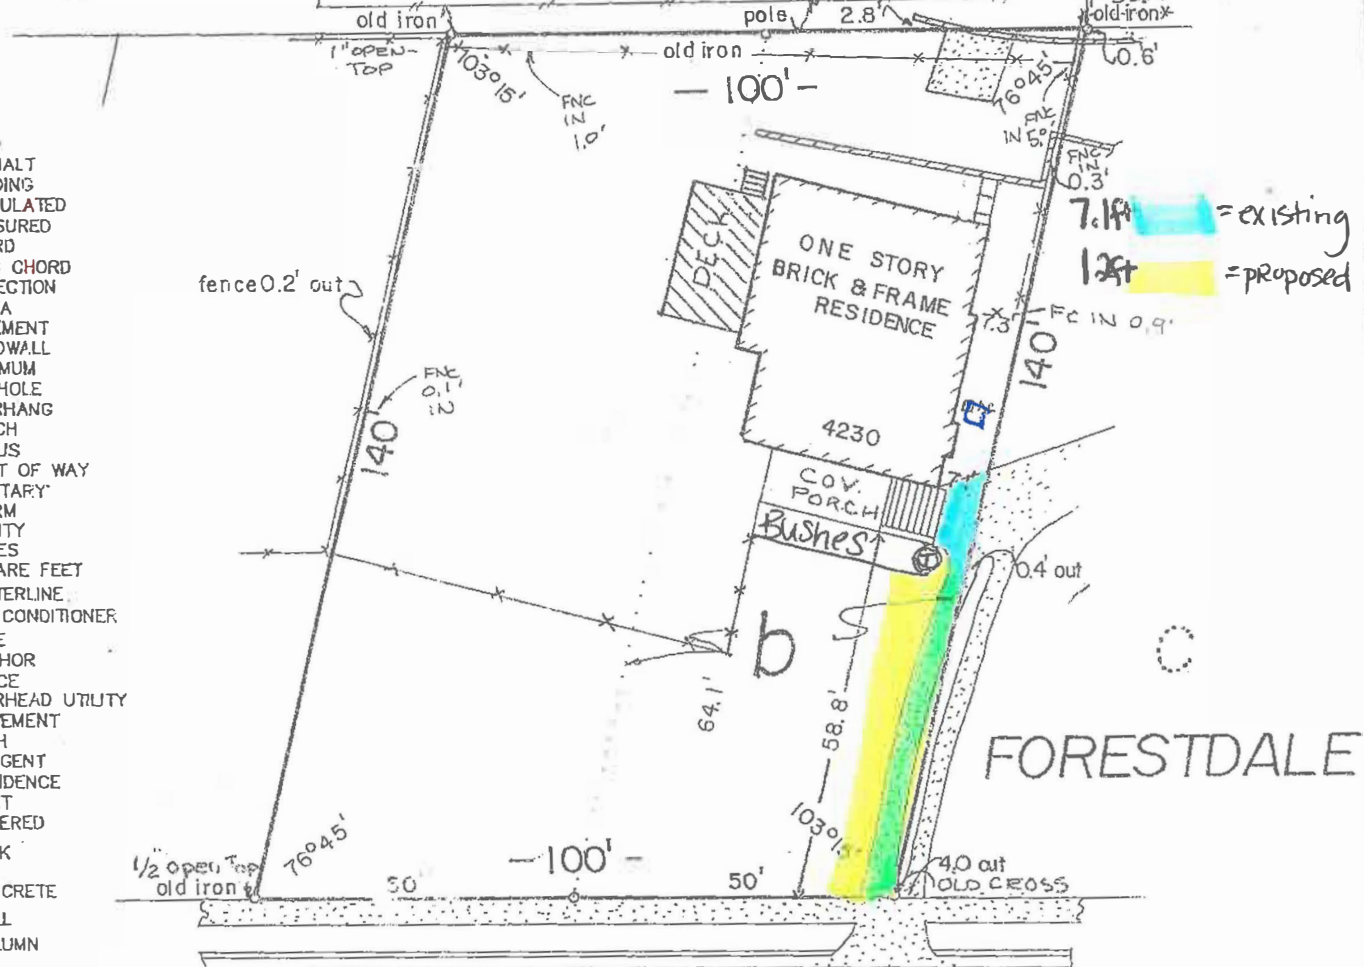 old iron
pole
2.8'
old iron
1" OPEN-
TOP
old iron
0.6'
103°15'
FNC
IN
1.0'
- 100' -
76°45'
FNC
IN 5.0'
FNC
IN
0.3'
7.1ft = existing
12ft = proposed
HALT
DING
ULATED
SURED
RD
CHORD
ECTION
A
EMENT
DWALL
MUM
HOLE
RHANG
CH
US
T OF WAY
TARY
RM
ITY
ES
ARE FEET
TERLINE
CONDITIONER
E
HOR
CE
RHEAD UTILITY
EMENT
H
GENT
IDENCE
T
ERED
K
CRETE
LL
UMN
DECK
ONE STORY
BRICK & FRAME
RESIDENCE
fence 0.2' out
7.3'
FC IN 0.9'
140'
FNC
0.1'
IN
140'
4230
COV.
PORCH
Bushes
T
0.4' out
b
C
64.1'
58.8'
FORESTDALE
103°15'
76°45'
1/2" open Top
old iron
- 100' -
50
50'
4.0 out
OLD CROSS